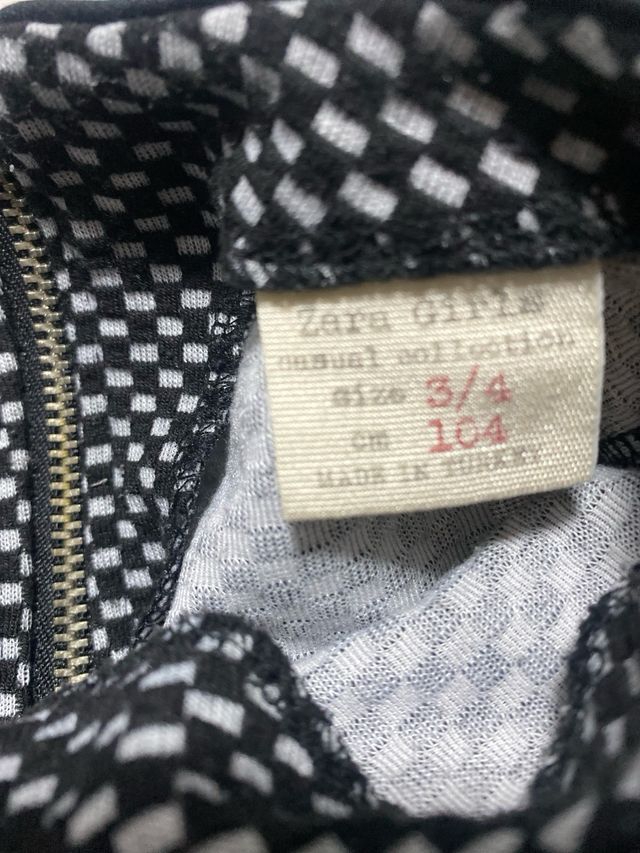 Zara Girls
casual collection
size 3/4
cm 104
MADE IN TURKEY